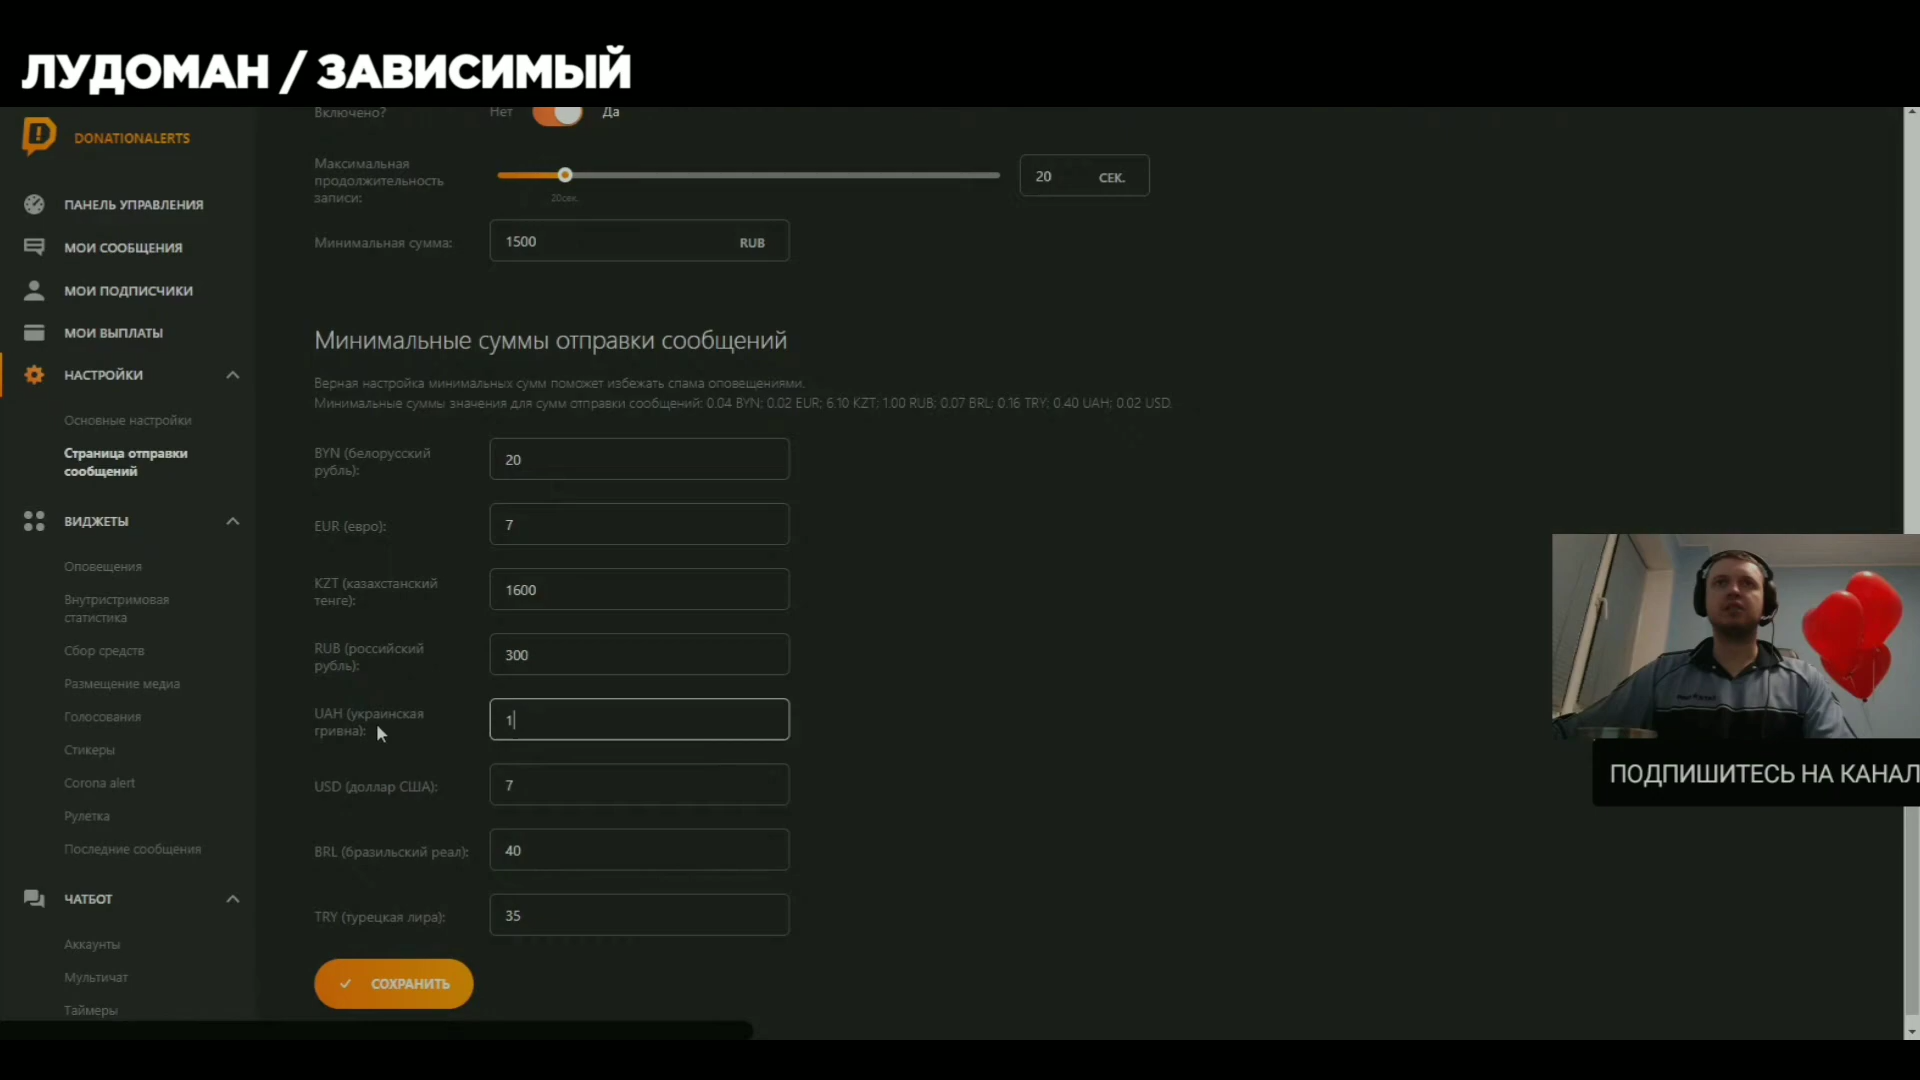 ЛУДОМАН / ЗАВИСИМЫЙ
DONATIONALERTS
ПАНЕЛЬ УПРАВЛЕНИЯ
МОИ СООБЩЕНИЯ
МОИ ПОДПИСЧИКИ
МОИ ВЫПЛАТЫ
НАСТРОЙКИ
Основные настройки
Страница отправки
сообщений
ВИДЖЕТЫ
Оповещения
Внутристримовая
статистика
Сбор средств
Размещение медиа
Голосования
Стикеры
Corona alert
Рулетка
Последние сообщения
ЧАТБОТ
Аккаунты
Мультичат
Таймеры
Включено? Нет Да
Максимальная
продолжительность
записи:
20сек.
20 СЕК.
Минимальная сумма: 1500 RUB
Минимальные суммы отправки сообщений
Верная настройка минимальных сумм поможет избежать спама оповещениями.
Минимальные суммы значения для сумм отправки сообщений: 0.04 BYN; 0.02 EUR; 6.10 KZT; 1.00 RUB; 0.07 BRL; 0.16 TRY; 0.40 UAH; 0.02 USD.
BYN (белорусский
рубль):
20
EUR (евро): 7
KZT (казахстанский
тенге):
1600
RUB (российский
рубль):
300
UAH (украинская
гривна):
1
USD (доллар США): 7
BRL (бразильский реал): 40
TRY (турецкая лира): 35
СОХРАНИТЬ
ПОДПИШИТЕСЬ НА КАНАЛ